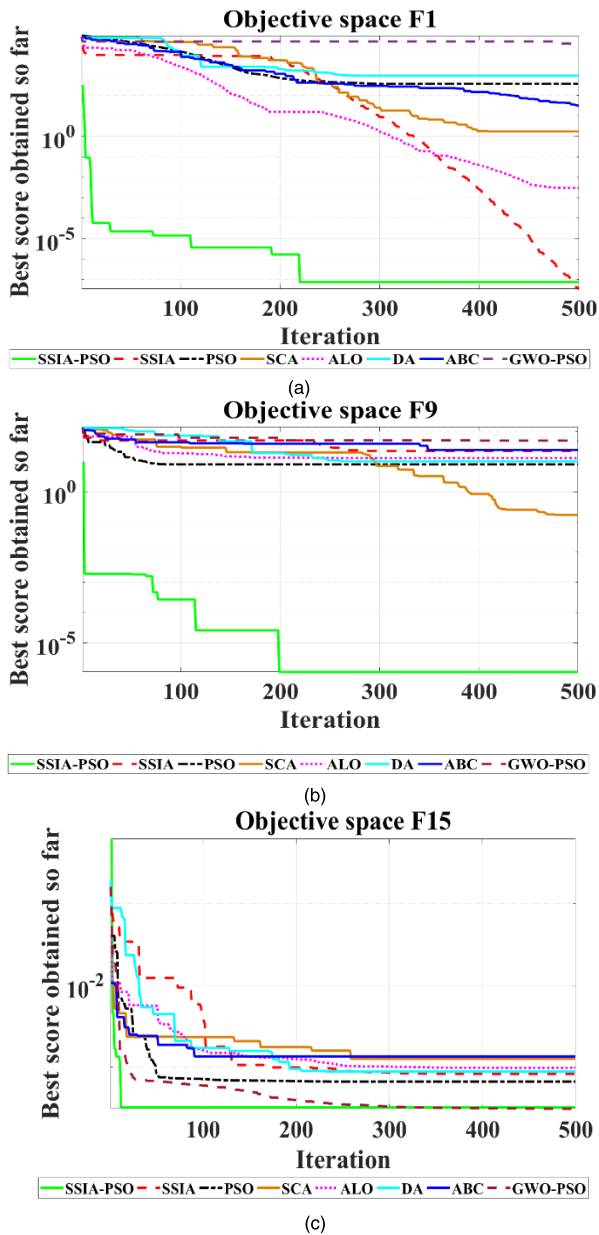 Objective space F1
Best score obtained so far
10^0
10^-5
100 200 300 400 500
Iteration
SSIA-PSO SSIA PSO SCA ALO DA ABC GWO-PSO
(a)
Objective space F9
Best score obtained so far
10^0
10^-5
100 200 300 400 500
Iteration
SSIA-PSO SSIA PSO SCA ALO DA ABC GWO-PSO
(b)
Objective space F15
Best score obtained so far
10^-2
100 200 300 400 500
Iteration
SSIA-PSO SSIA PSO SCA ALO DA ABC GWO-PSO
(c)